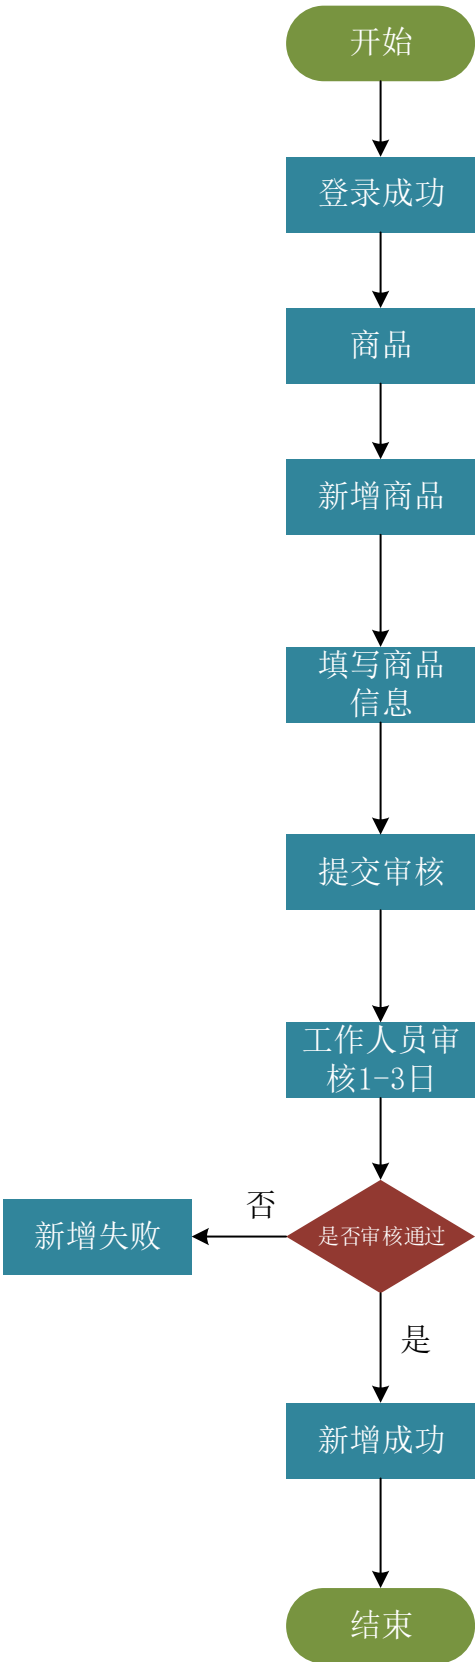 开始
登录成功
商品
新增商品
填写商品
信息
提交审核
工作人员审
核1-3日
否
新增失败
是否审核通过
是
新增成功
结束